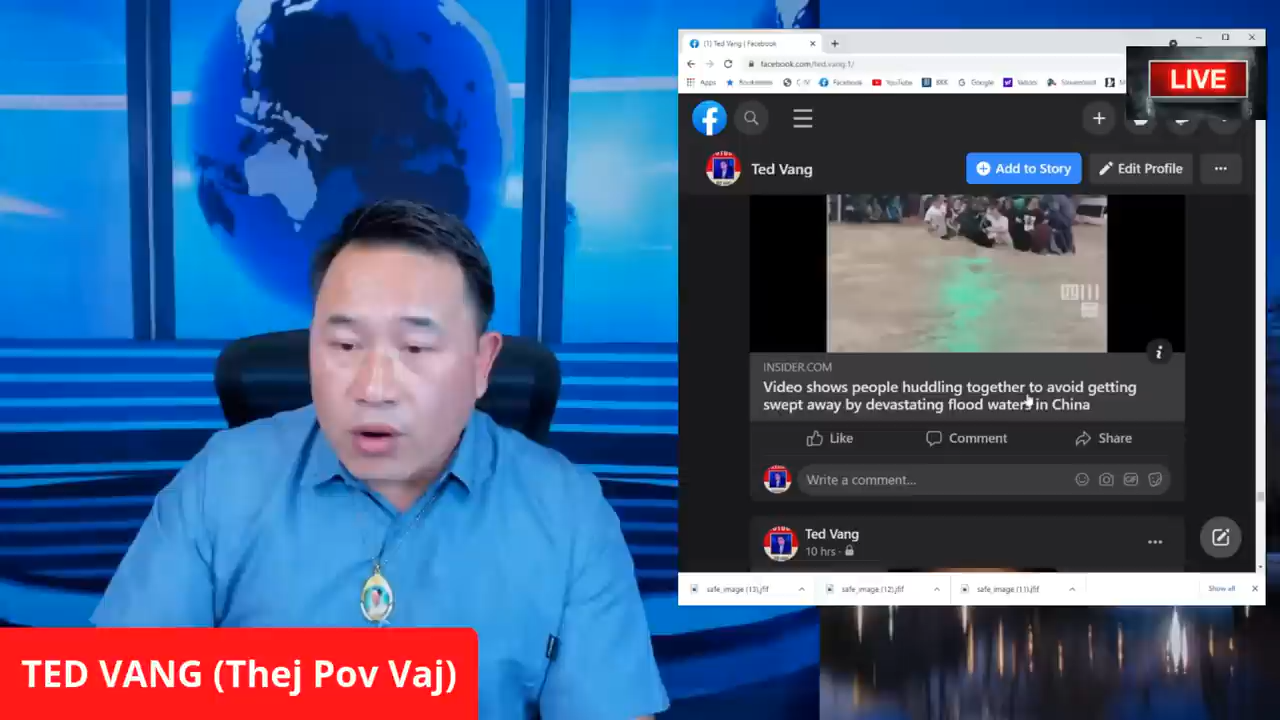 (1) Ted Vang | Facebook
facebook.com/ted.vang.1/
Apps
Bookmarks
Facebook
YouTube
BKK
Google
Yahoo
LIVE
Ted Vang
Add to Story
Edit Profile
INSIDER.COM
Video shows people huddling together to avoid getting
swept away by devastating flood waters in China
Like
Comment
Share
Write a comment...
Ted Vang
10 hrs ·
safe_image (13).jfif
safe_image (12).jfif
safe_image (11).jfif
Show all
TED VANG (Thej Pov Vaj)